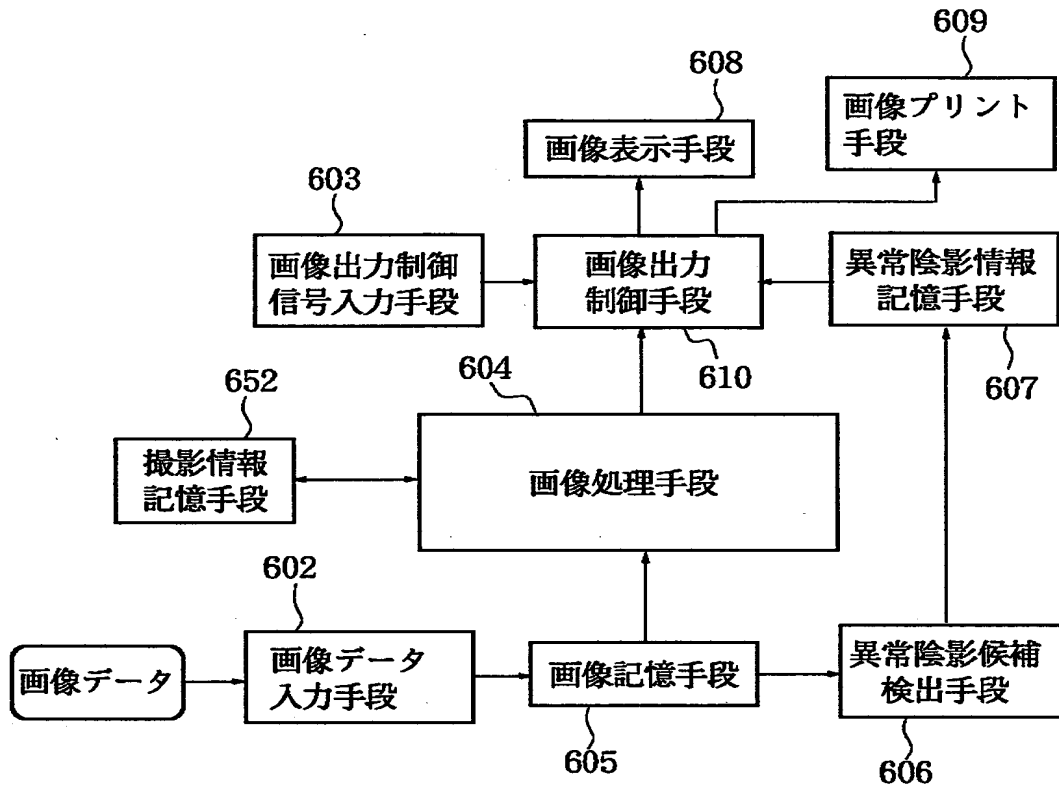 609
608
画像プリント
手段
画像表示手段
603
画像出力制御
信号入力手段
画像出力
制御手段
異常陰影情報
記憶手段
604
610
607
652
撮影情報
記憶手段
画像処理手段
602
画像データ
画像データ
入力手段
画像記憶手段
異常陰影候補
検出手段
605
606